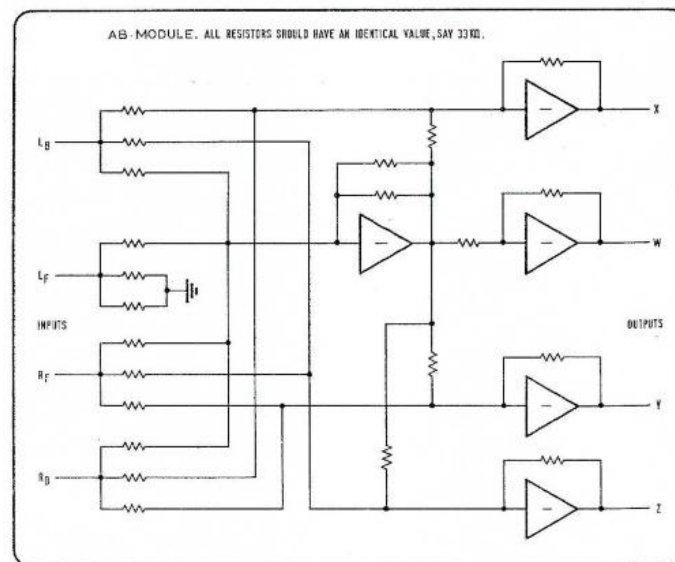 AB-MODULE. ALL RESISTORS SHOULD HAVE AN IDENTICAL VALUE, SAY 33KΩ.
X
LB
W
LF
INPUTS
OUTPUTS
RF
Y
RB
Z